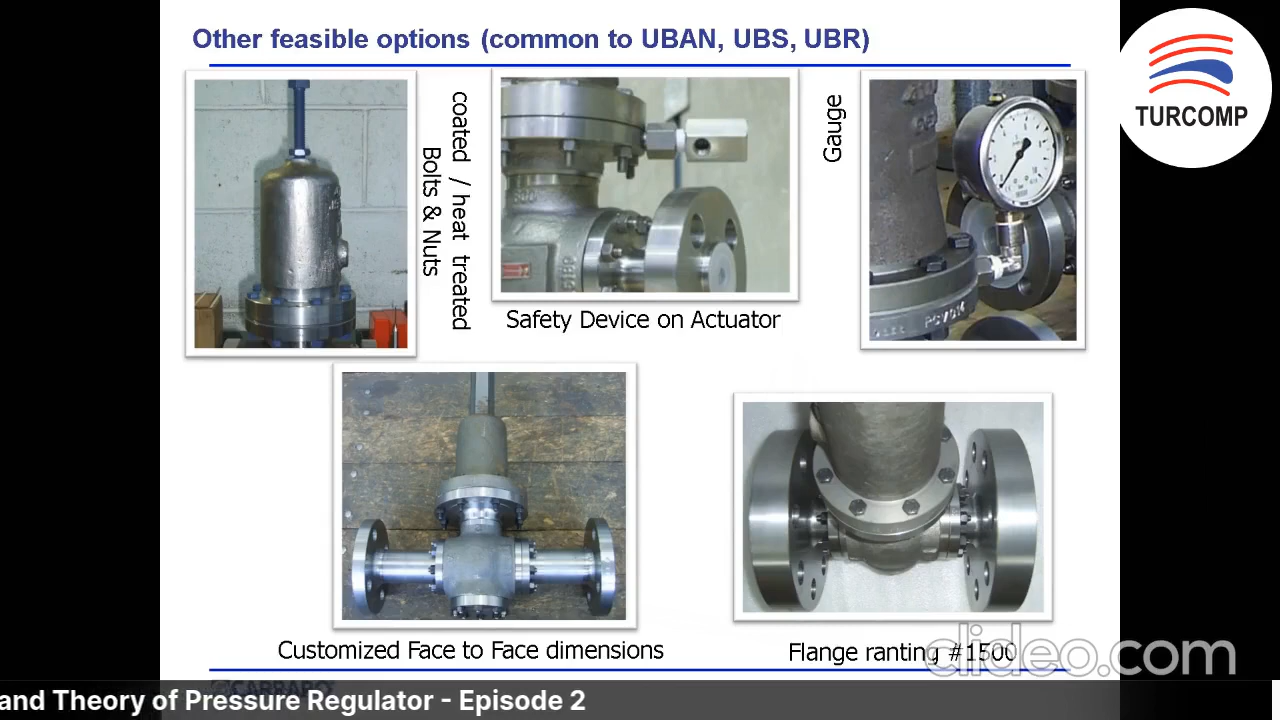 Other feasible options (common to UBAN, UBS, UBR)
TURCOMP
coated / heat treated
Bolts & Nuts
Safety Device on Actuator
Gauge
Customized Face to Face dimensions
Flange ranting #1500
clideo.com
CARRARO
and Theory of Pressure Regulator - Episode 2